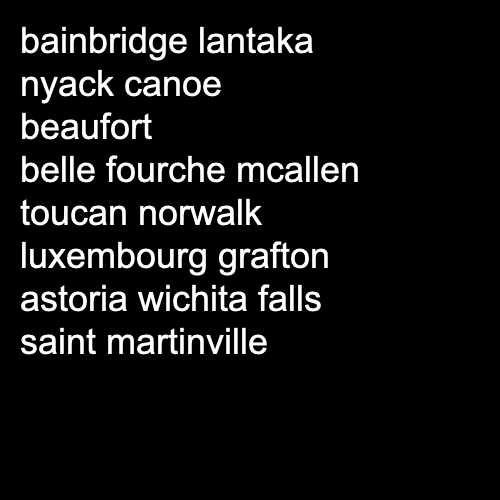 bainbridge lantaka
nyack canoe
beaufort
belle fourche mcallen
toucan norwalk
luxembourg grafton
astoria wichita falls
saint martinville